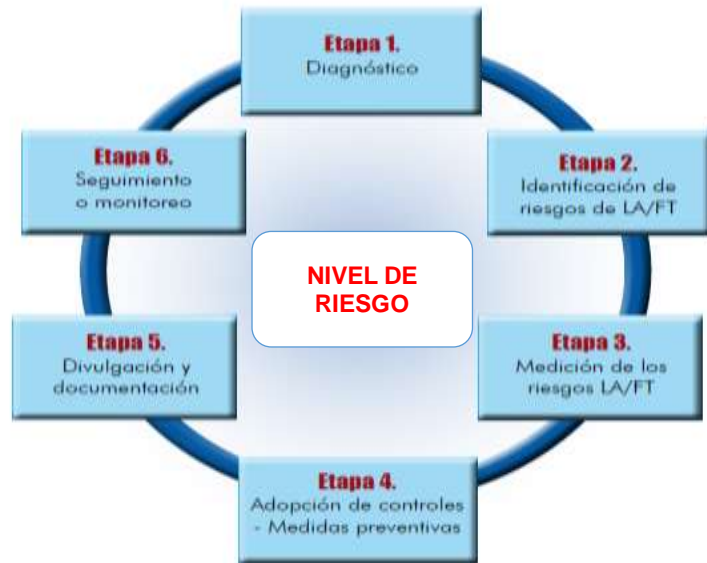 Etapa 1.
Diagnóstico
Etapa 2.
Identificación de
riesgos de LA/FT
Etapa 3.
Medición de los
riesgos LA/FT
Etapa 4.
Adopción de controles
- Medidas preventivas
Etapa 5.
Divulgación y
documentación
Etapa 6.
Seguimiento
o monitoreo
NIVEL DE
RIESGO